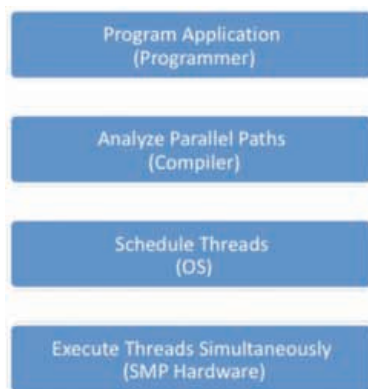 Program Application
(Programmer)
Analyze Parallel Paths
(Compiler)
Schedule Threads
(OS)
Execute Threads Simultaneously
(SMP Hardware)